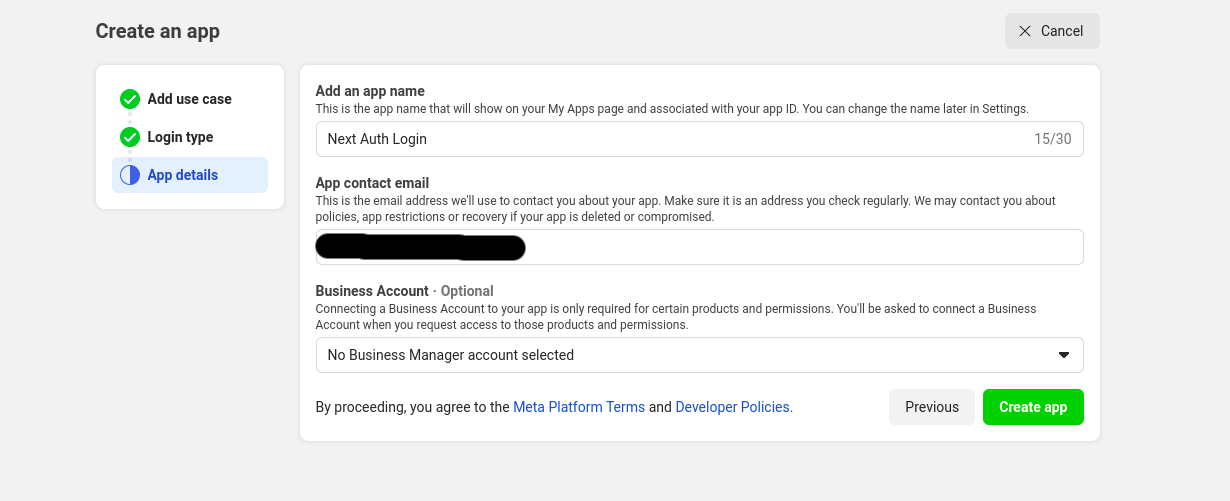 Create an app
Cancel
Add use case
Login type
App details
Add an app name
This is the app name that will show on your My Apps page and associated with your app ID. You can change the name later in Settings.
Next Auth Login
15/30
App contact email
This is the email address we'll use to contact you about your app. Make sure it is an address you check regularly. We may contact you about
policies, app restrictions or recovery if your app is deleted or compromised.
Business Account · Optional
Connecting a Business Account to your app is only required for certain products and permissions. You'll be asked to connect a Business
Account when you request access to those products and permissions.
No Business Manager account selected
By proceeding, you agree to the Meta Platform Terms and Developer Policies.
Previous
Create app